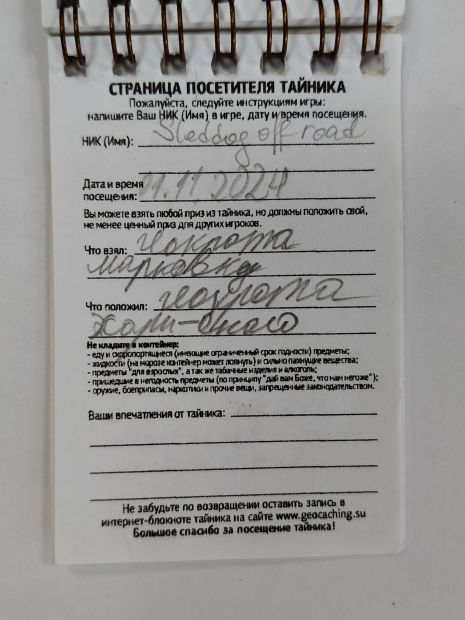 СТРАНИЦА ПОСЕТИТЕЛЯ ТАЙНИКА
Пожалуйста, следуйте инструкциям игры:
напишите Ваш НИК (Имя) в игре, дату и время посещения.
НИК (Имя): Sleddog off-road
Дата и время
посещения: 11.11 2024
Вы можете взять любой приз из тайника, но должны положить свой,
не менее ценный приз для других игроков.
Что взял: геокрота
Что положил: геокрота
Не кладите в контейнер:
- еду и скоропортящиеся (имеющие ограниченный срок годности) предметы;
- жидкости (на морозе контейнер может лопнуть) и сильно пахнущие вещества;
- предметы "для взрослых", а так же табачные изделия и алкоголь;
- пришедшие в негодность предметы (по принципу "дай вам Боже, что нам негоже");
- оружие, боеприпасы, наркотики и прочие вещи, запрещенные законодательством.
Ваши впечатления от тайника:
Не забудьте по возвращении оставить запись в
интернет-блокноте тайника на сайте www.geocaching.su
Большое спасибо за посещение тайника!